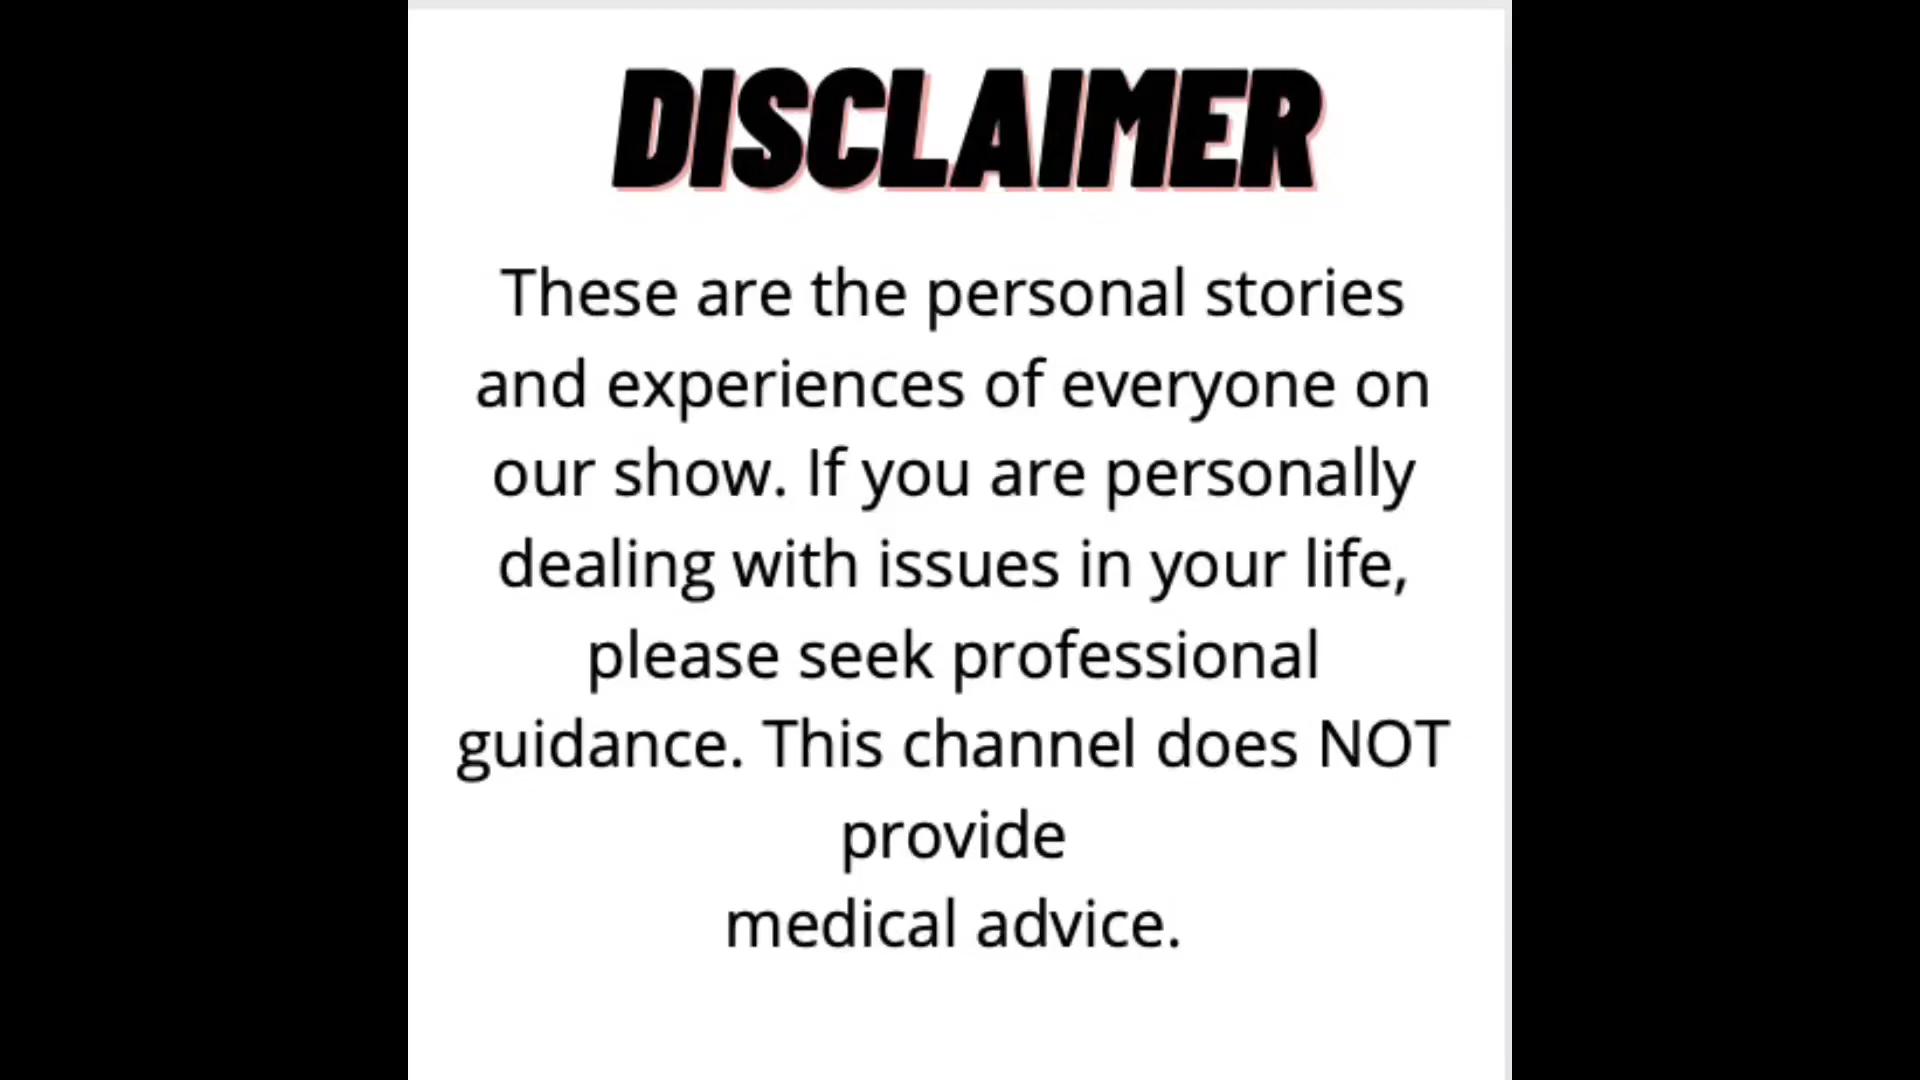 DISCLAIMER
These are the personal stories
and experiences of everyone on
our show. If you are personally
dealing with issues in your life,
please seek professional
guidance. This channel does NOT
provide
medical advice.